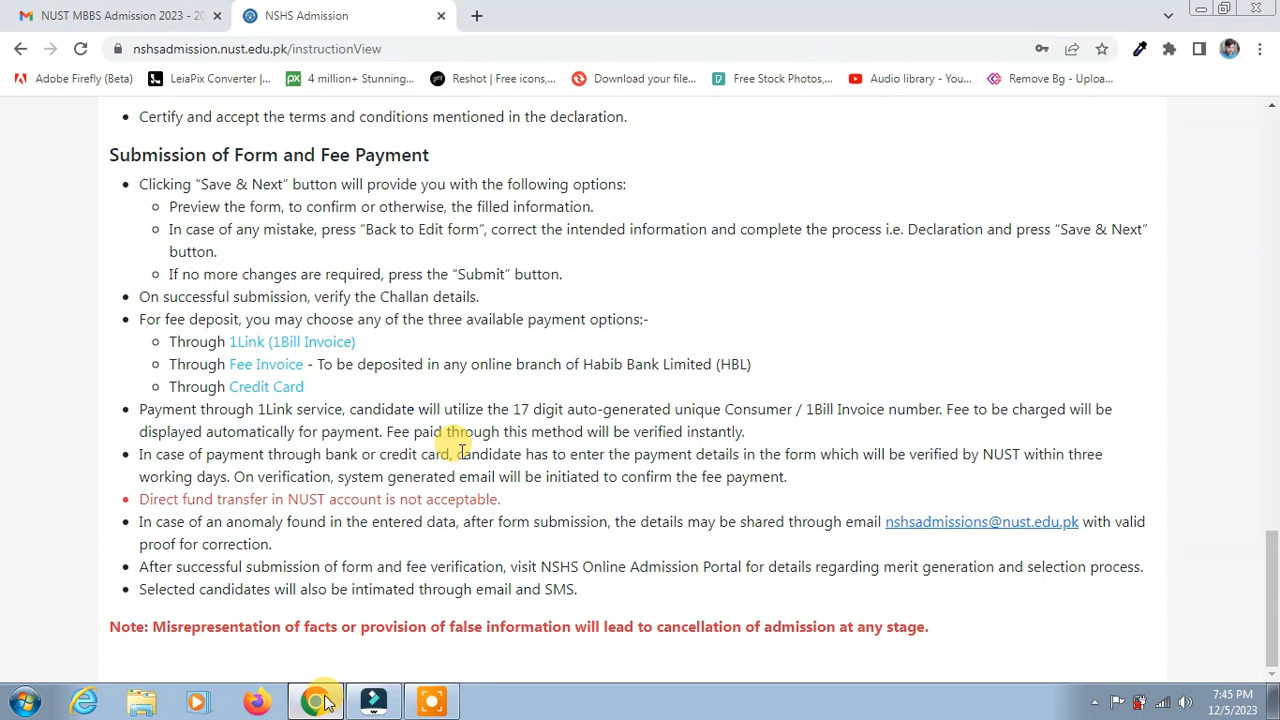 NUST MBBS Admission 2023 - 20
NSHS Admission
nshsadmission.nust.edu.pk/instructionView
Adobe Firefly (Beta)
LeiaPix Converter |...
4 million+ Stunning...
Reshot | Free icons,...
Download your file...
Free Stock Photos,...
Audio library - You...
Remove Bg - Uploa...
• Certify and accept the terms and conditions mentioned in the declaration.
Submission of Form and Fee Payment
• Clicking “Save & Next” button will provide you with the following options:
Preview the form, to confirm or otherwise, the filled information.
In case of any mistake, press “Back to Edit form”, correct the intended information and complete the process i.e. Declaration and press “Save & Next”
button.
If no more changes are required, press the “Submit” button.
• On successful submission, verify the Challan details.
• For fee deposit, you may choose any of the three available payment options:-
Through 1Link (1Bill Invoice)
Through Fee Invoice - To be deposited in any online branch of Habib Bank Limited (HBL)
Through Credit Card
• Payment through 1Link service, candidate will utilize the 17 digit auto-generated unique Consumer / 1Bill Invoice number. Fee to be charged will be
displayed automatically for payment. Fee paid through this method will be verified instantly.
• In case of payment through bank or credit card, candidate has to enter the payment details in the form which will be verified by NUST within three
working days. On verification, system generated email will be initiated to confirm the fee payment.
• Direct fund transfer in NUST account is not acceptable.
• In case of an anomaly found in the entered data, after form submission, the details may be shared through email nshsadmissions@nust.edu.pk with valid
proof for correction.
• After successful submission of form and fee verification, visit NSHS Online Admission Portal for details regarding merit generation and selection process.
• Selected candidates will also be intimated through email and SMS.
Note: Misrepresentation of facts or provision of false information will lead to cancellation of admission at any stage.
7:45 PM
12/5/2023